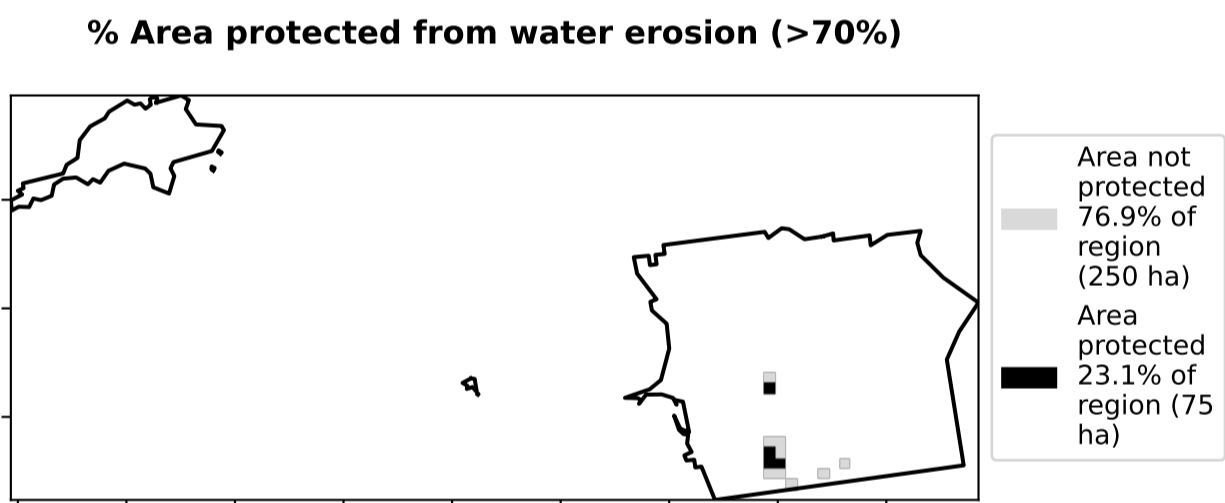 % Area protected from water erosion (>70%)
Area not
protected
76.9% of
region
(250 ha)
Area
protected
23.1% of
region (75
ha)